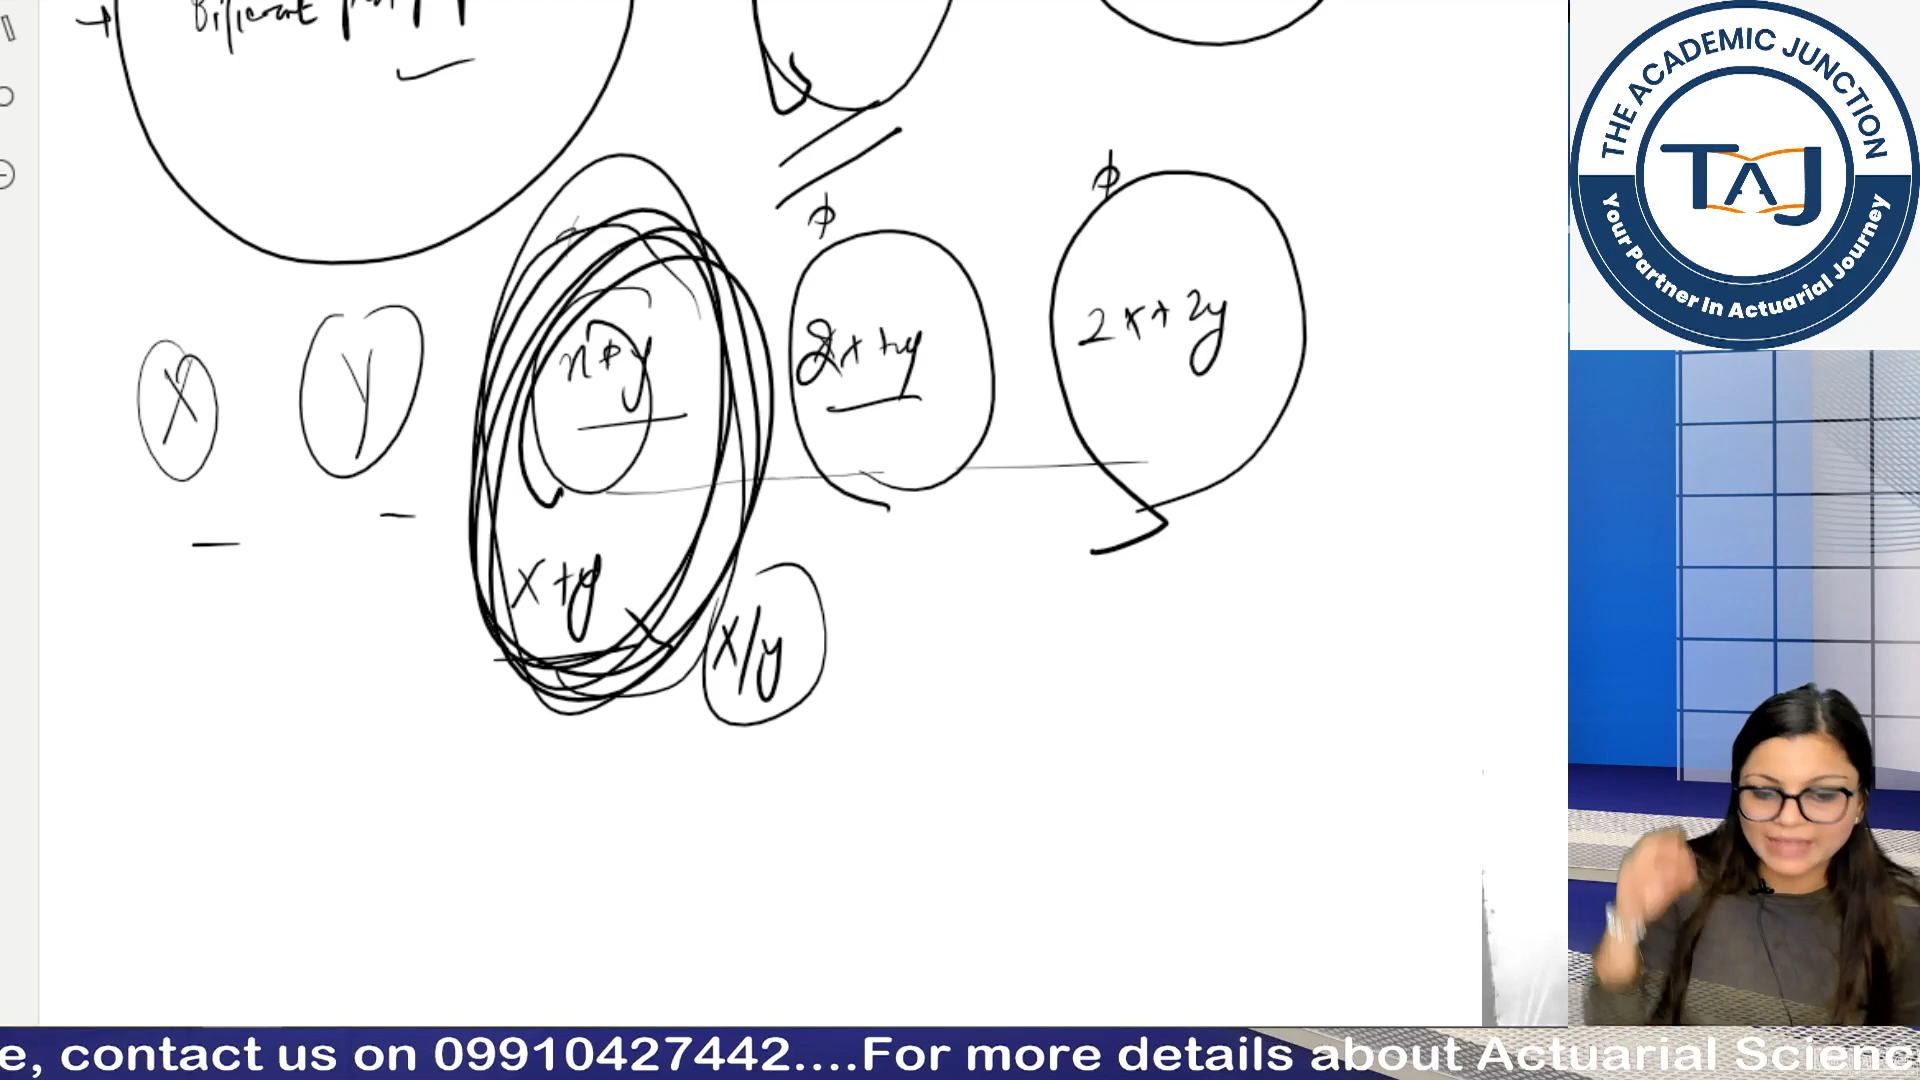 ϕ
ϕ
X
y
x+y
2x+y
2x+2y
x+y
x/y
THE ACADEMIC JUNCTION
TAJ
Your Partner In Actuarial Journey
e, contact us on 09910427442....For more details about Actuarial Scienc